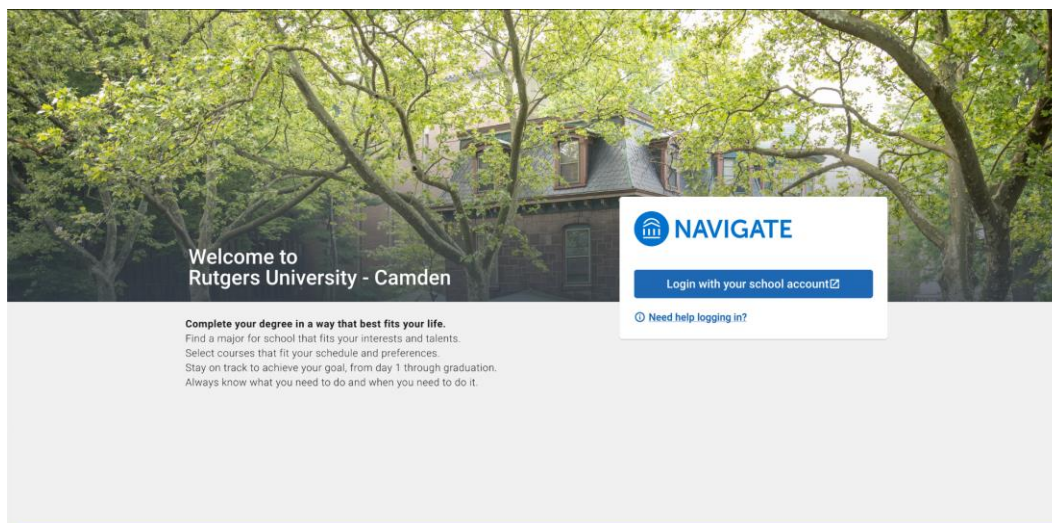 Welcome to
Rutgers University - Camden
NAVIGATE
Login with your school account
Need help logging in?
Complete your degree in a way that best fits your life.
Find a major for school that fits your interests and talents.
Select courses that fit your schedule and preferences.
Stay on track to achieve your goal, from day 1 through graduation.
Always know what you need to do and when you need to do it.